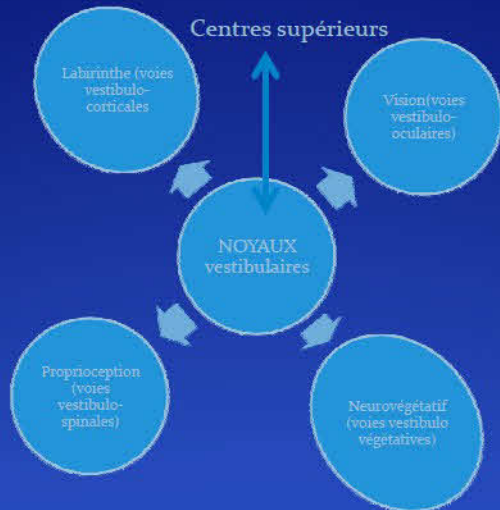 Centres supérieurs
Labirinthe (voies
vestibulo-
corticales
Vision(voies
vestibulo-
oculaires)
NOYAUX
vestibulaires
Proprioception
(voies
vestibulo-
spinales)
Neurovégétatif
(voies vestibulo
végétatives)